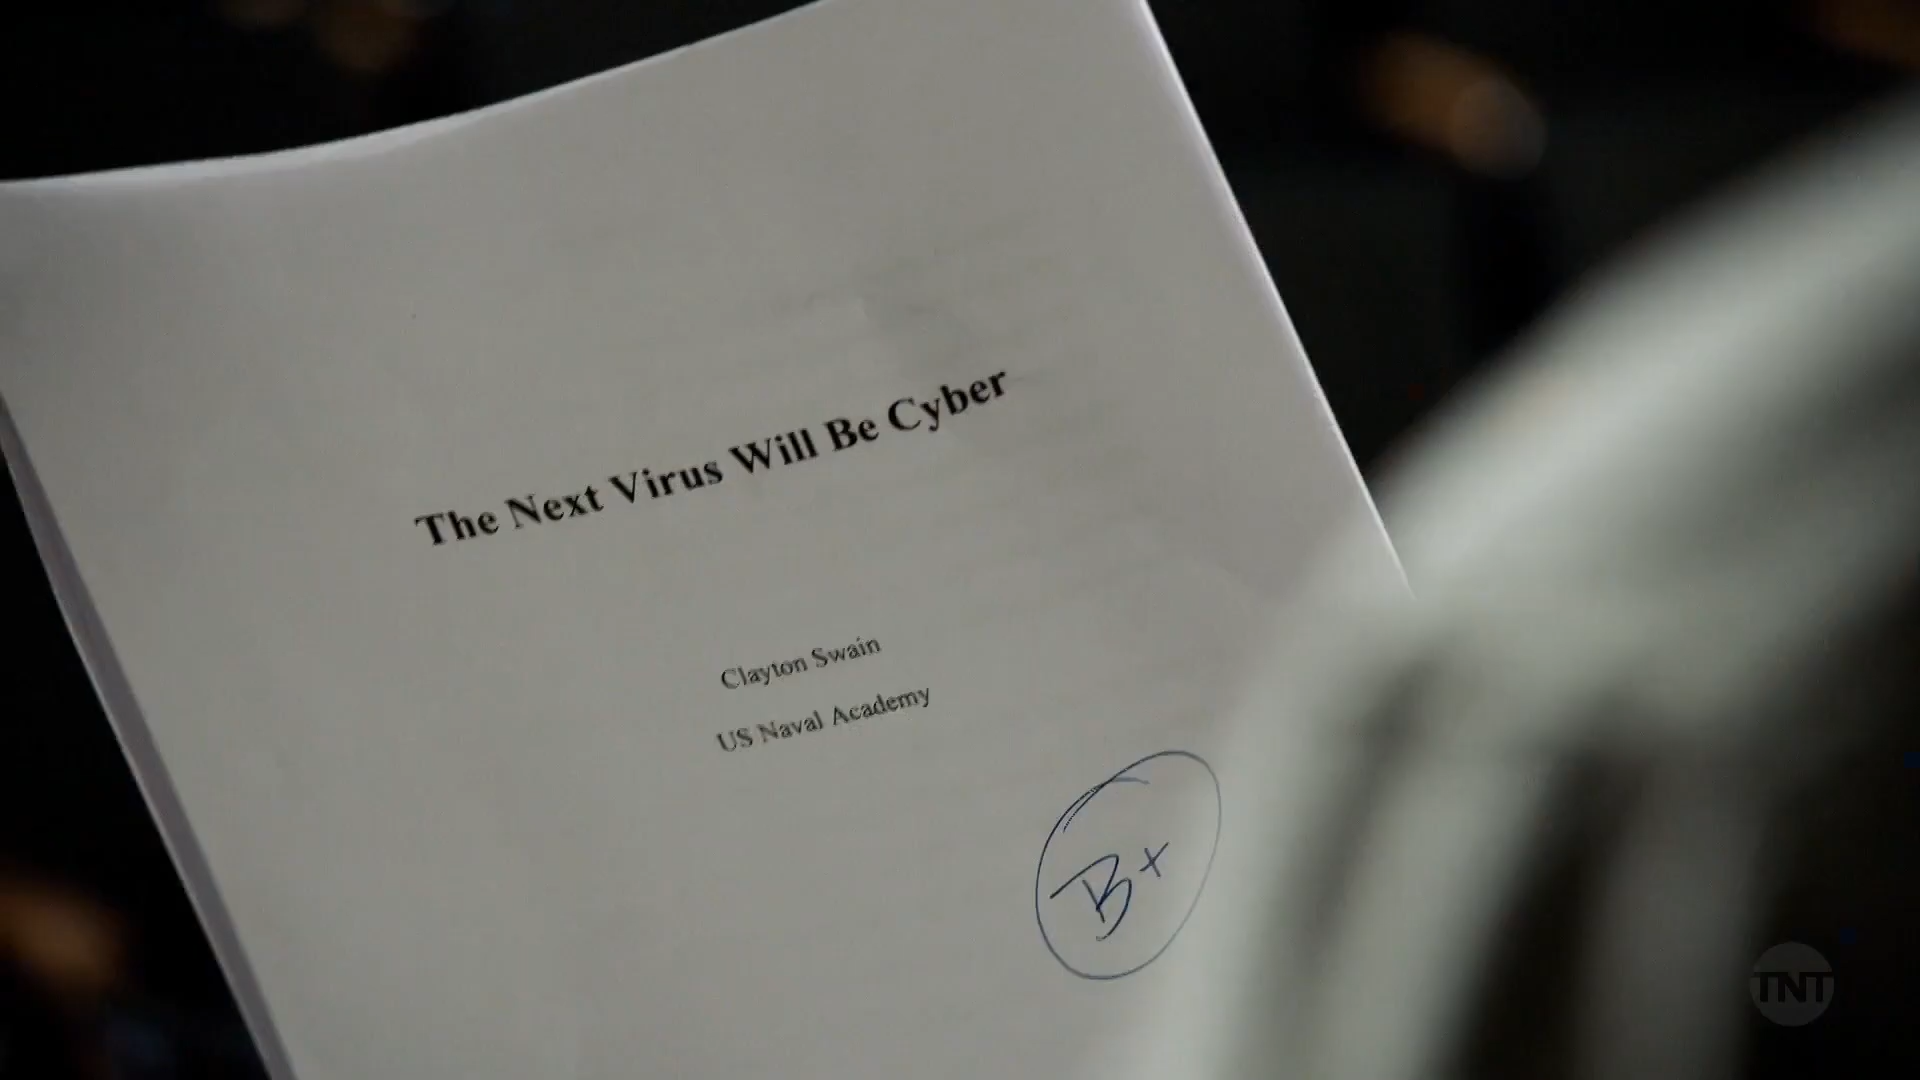 The Next Virus Will Be Cyber
Clayton Swain
US Naval Academy
B+
TNT